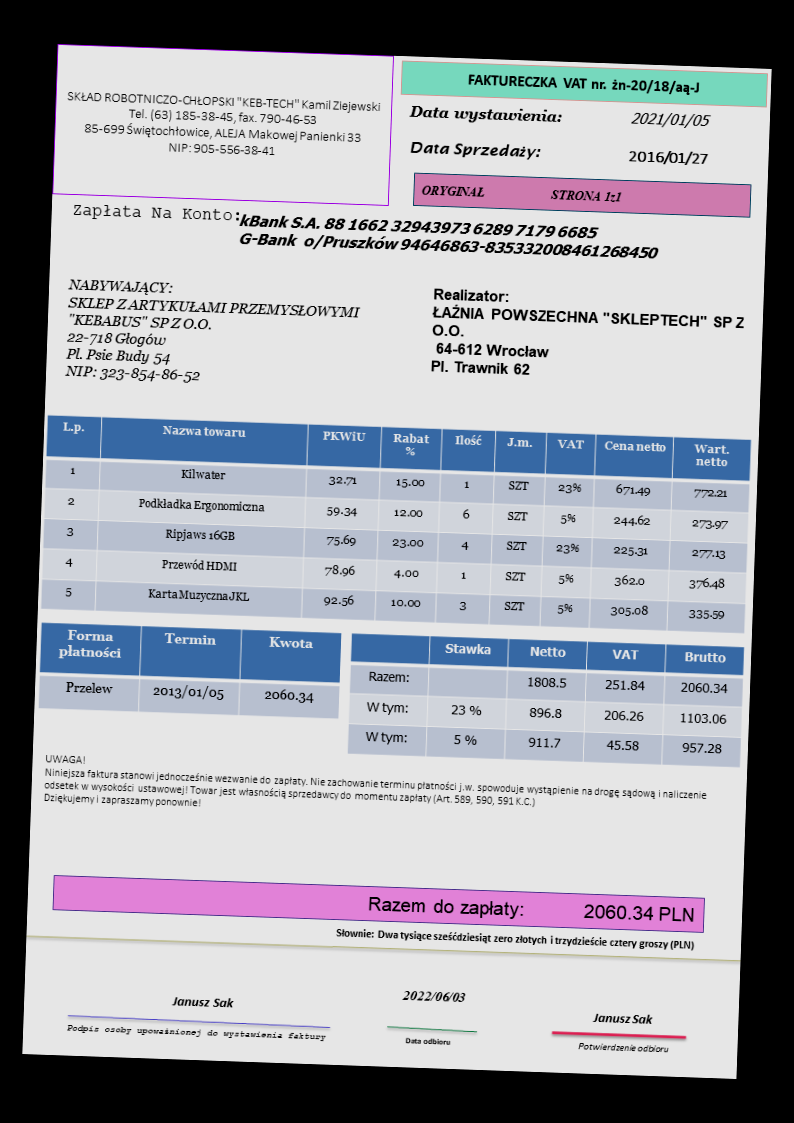 SKŁAD ROBOTNICZO-CHŁOPSKI "KEB-TECH" Kamil Ziejewski
Tel. (63) 185-38-45, fax. 790-46-53
85-699 Świętochłowice, ALEJA Makowej Panienki 33
NIP: 905-556-38-41
FAKTURECZKA VAT nr. żn-20/18/aą-J
Data wystawienia: 2021/01/05
Data Sprzedaży: 2016/01/27
ORYGINAŁ STRONA 1z1
Zapłata Na Konto:
kBank S.A. 88 1662 32943973 6289 7179 6685
G-Bank o/Pruszków 94646863-835332008461268450
NABYWAJĄCY:
SKLEP Z ARTYKUŁAMI PRZEMYSŁOWYMI
"KEBABUS" SP Z O.O.
22-718 Głogów
Pl. Psie Budy 54
NIP: 323-854-86-52
Realizator:
ŁAŹNIA POWSZECHNA "SKLEPTECH" SP Z
O.O.
64-612 Wrocław
Pl. Trawnik 62
L.p. Nazwa towaru PKWiU Rabat % Ilość J.m. VAT Cena netto Wart. netto
1 Kilwater 32.71 15.00 1 SZT 23% 671.49 772.21
2 Podkładka Ergonomiczna 59.34 12.00 6 SZT 5% 244.62 273.97
3 Ripjaws 16GB 75.69 23.00 4 SZT 23% 225.31 277.13
4 Przewód HDMI 78.96 4.00 1 SZT 5% 362.0 376.48
5 Karta Muzyczna JKL 92.56 10.00 3 SZT 5% 305.08 335.59
Forma płatności Termin Kwota
Przelew 2013/01/05 2060.34
Stawka Netto VAT Brutto
Razem: 1808.5 251.84 2060.34
W tym: 23 % 896.8 206.26 1103.06
W tym: 5 % 911.7 45.58 957.28
UWAGA!
Niniejsza faktura stanowi jednocześnie wezwanie do zapłaty. Nie zachowanie terminu płatności j.w. spowoduje wystąpienie na drogę sądową i naliczenie
odsetek w wysokości ustawowej! Towar jest własnością sprzedawcy do momentu zapłaty (Art. 589, 590, 591 K.C.)
Dziękujemy i zapraszamy ponownie!
Razem do zapłaty: 2060.34 PLN
Słownie: Dwa tysiące sześćdziesiąt zero złotych i trzydzieście cztery groszy (PLN)
Janusz Sak
Podpis osoby upoważnionej do wystawienia faktury
2022/06/03
Data odbioru
Janusz Sak
Potwierdzenie odbioru